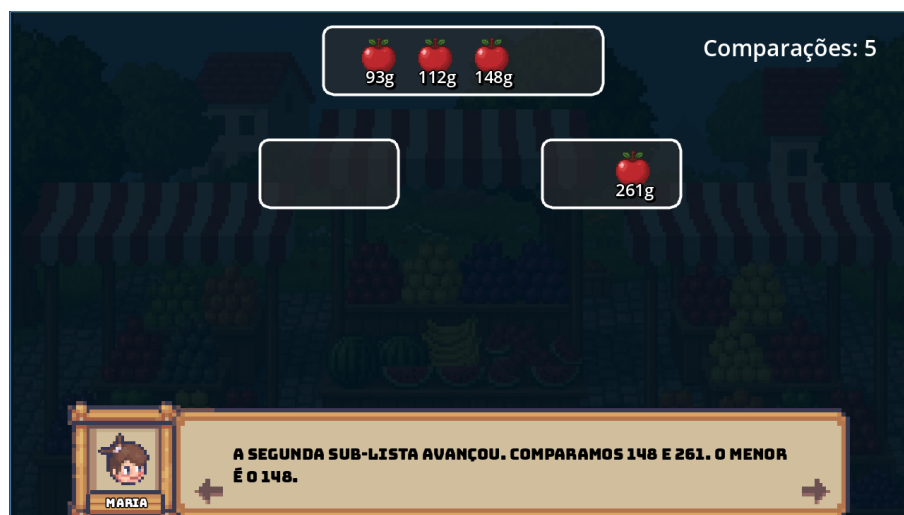 Comparações: 5
93g 112g 148g
261g
A SEGUNDA SUB-LISTA AVANÇOU. COMPARAMOS 148 E 261. O MENOR
É O 148.
MARIA